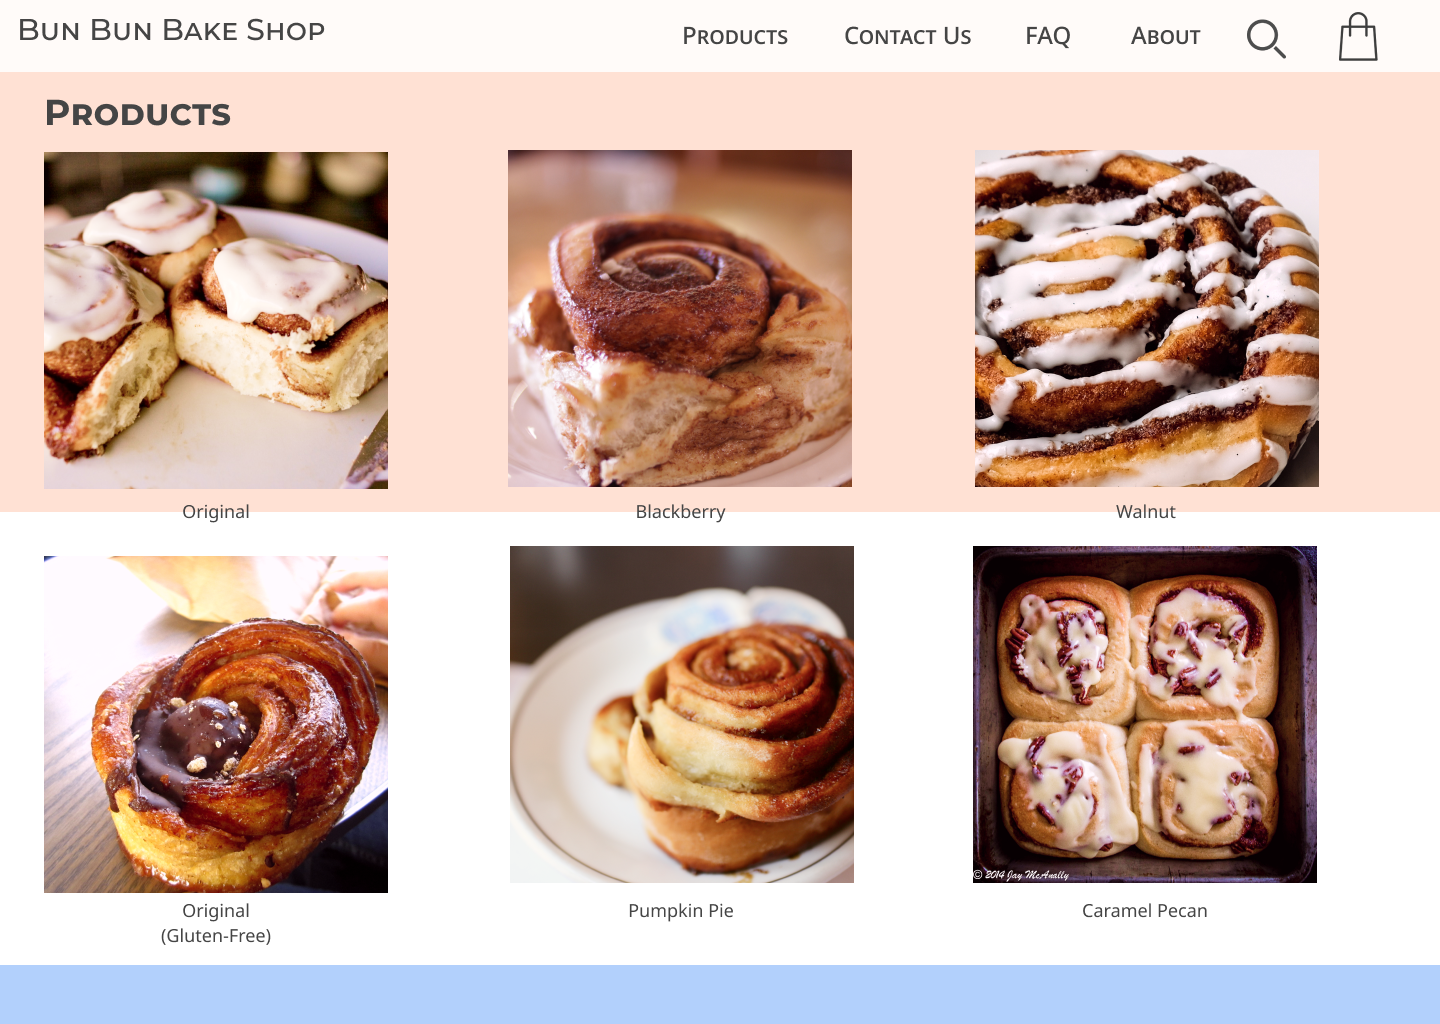 Bun Bun Bake Shop
Products
Contact Us
FAQ
About
Products
Original
Blackberry
Walnut
© 2014 Jay McAnally
Original
(Gluten-Free)
Pumpkin Pie
Caramel Pecan